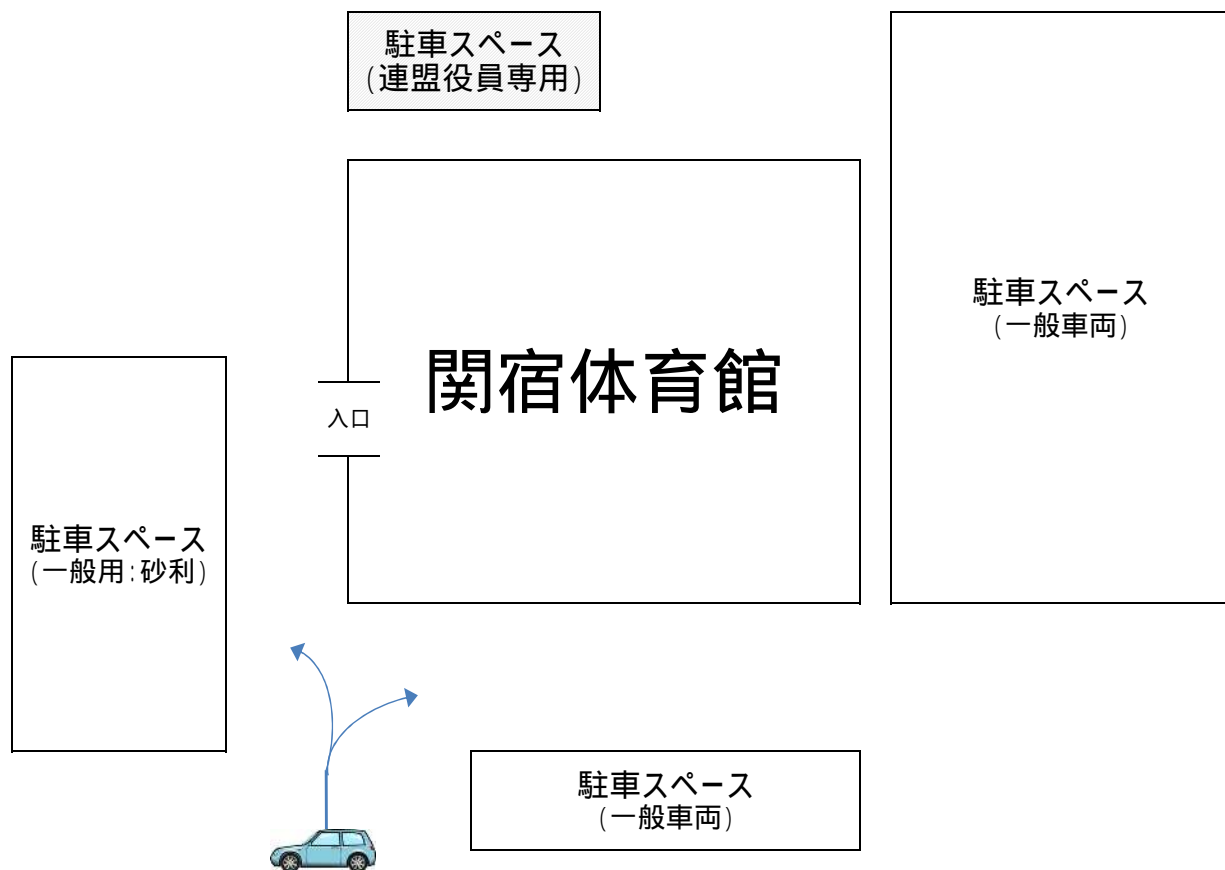 駐車スペース
(連盟役員専用)
駐車スペース
(一般車両)
関宿体育館
入口
駐車スペース
(一般用:砂利)
駐車スペース
(一般車両)